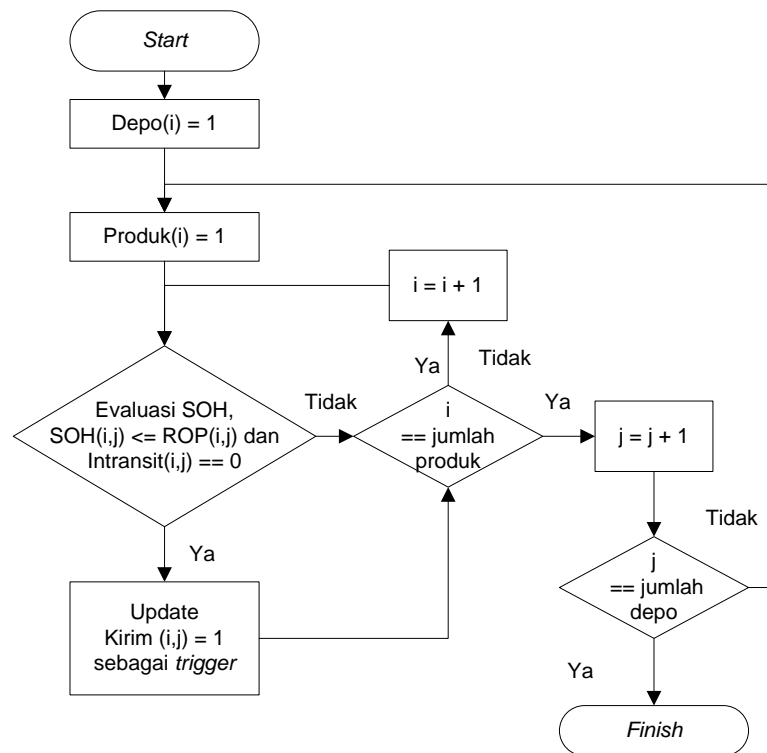 Start
Depo(i) = 1
Produk(i) = 1
i = i + 1
Ya
Tidak
Evaluasi SOH,
SOH(i,j) <= ROP(i,j) dan
Intransit(i,j) == 0
Tidak
i
== jumlah
produk
Ya
j = j + 1
Ya
Update
Kirim (i,j) = 1
sebagai trigger
Tidak
j
== jumlah
depo
Ya
Finish